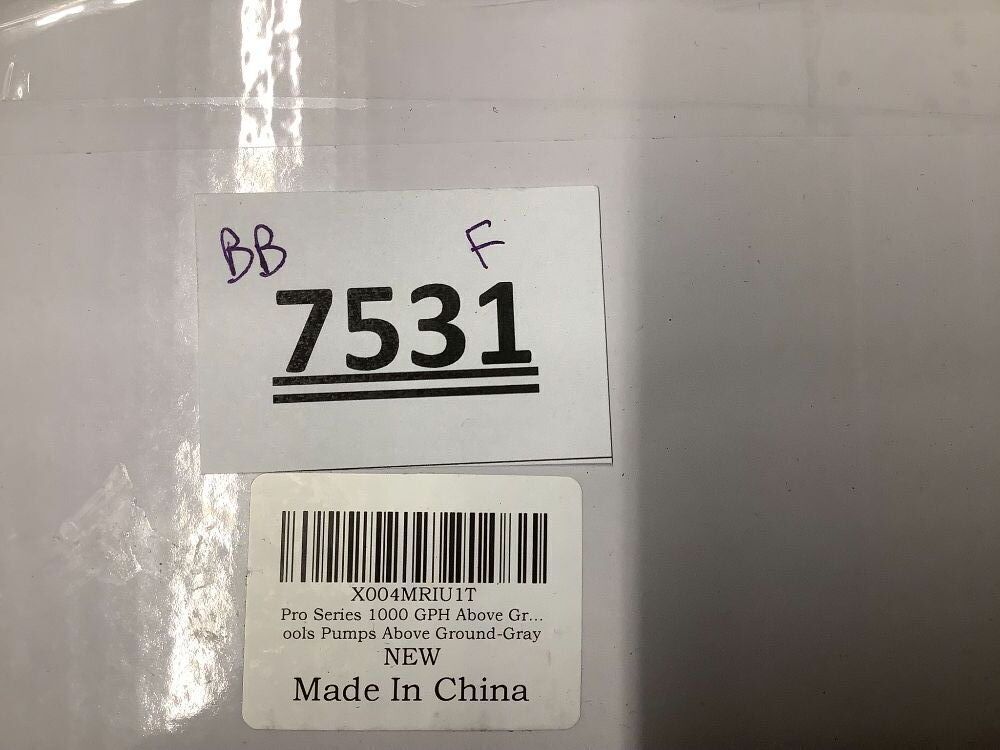 BB F
7531
X004MRIU1T
Pro Series 1000 GPH Above Gr...
ools Pumps Above Ground-Gray
NEW
Made In China